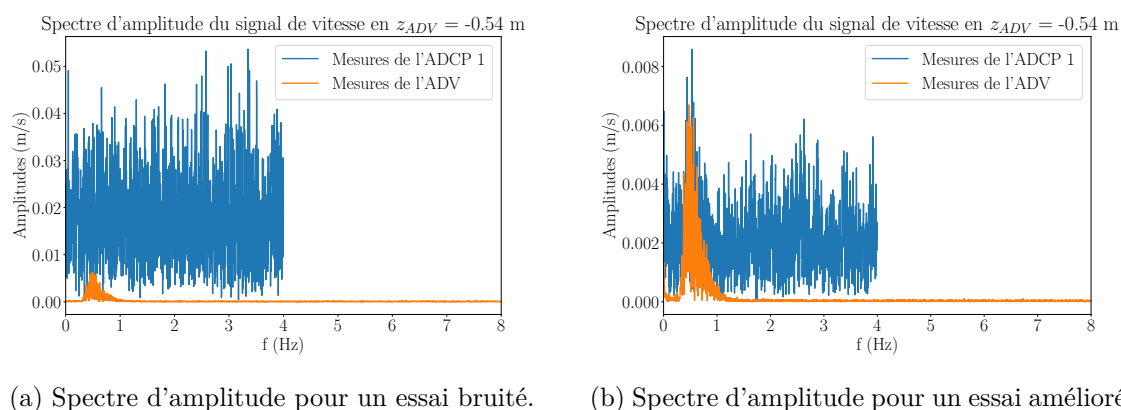 Spectre d'amplitude du signal de vitesse en z_ADV = -0.54 m
Mesures de l'ADCP 1
Mesures de l'ADV
Amplitudes (m/s)
0.05
0.04
0.03
0.02
0.01
0.00
0 1 2 3 4 5 6 7 8
f (Hz)
(a) Spectre d'amplitude pour un essai bruité.
Spectre d'amplitude du signal de vitesse en z_ADV = -0.54 m
Mesures de l'ADCP 1
Mesures de l'ADV
Amplitudes (m/s)
0.008
0.006
0.004
0.002
0.000
0 1 2 3 4 5 6 7 8
f (Hz)
(b) Spectre d'amplitude pour un essai amélioré